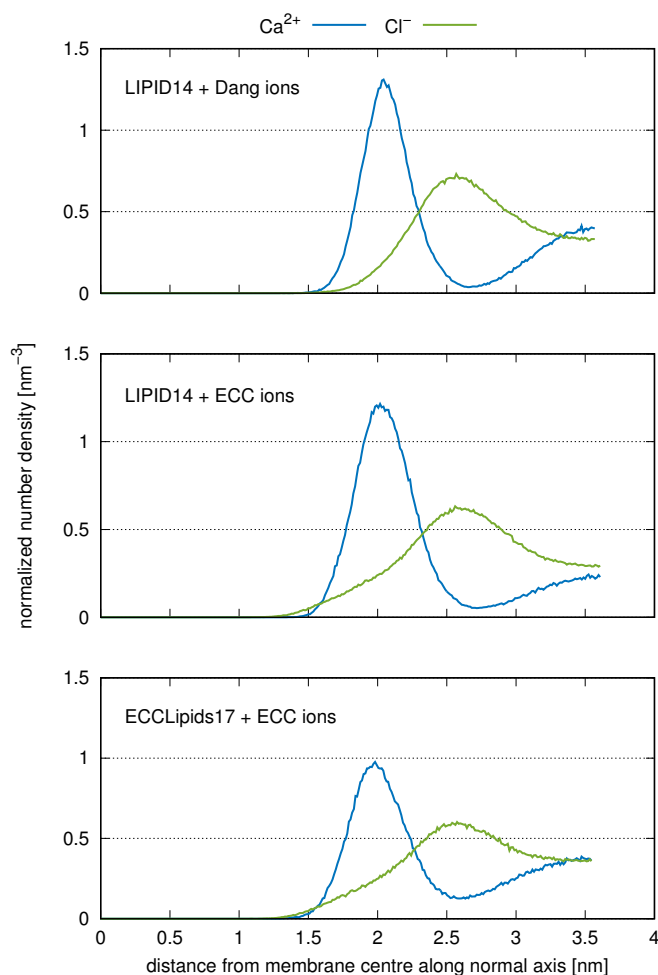 Ca²⁺ Cl⁻
1.5
LIPID14 + Dang ions
1
0.5
0
normalized number density [nm⁻³]
1.5
LIPID14 + ECC ions
1
0.5
0
1.5
ECCLipids17 + ECC ions
1
0.5
0
0 0.5 1 1.5 2 2.5 3 3.5 4
distance from membrane centre along normal axis [nm]